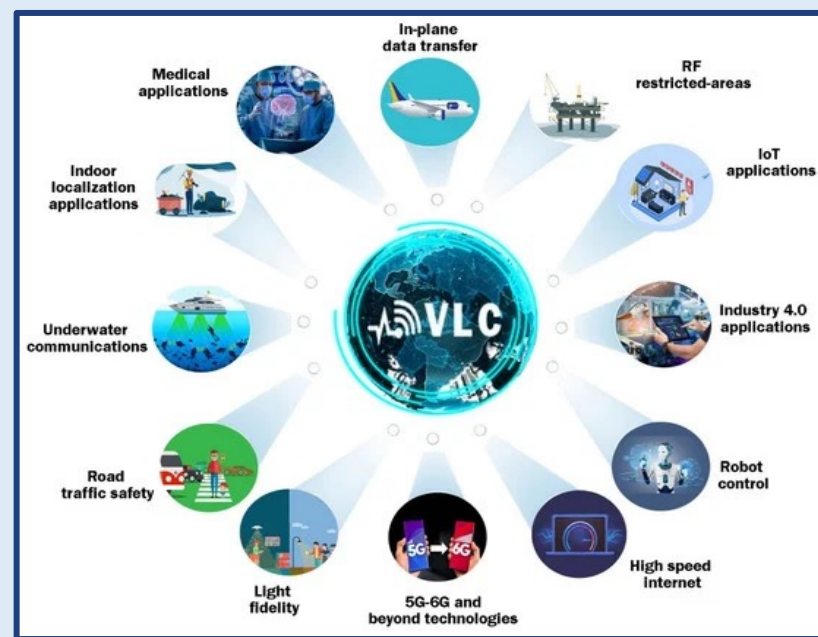 In-plane
data transfer
Medical
applications
RF
restricted-areas
Indoor
localization
applications
IoT
applications
VLC
Underwater
communications
Industry 4.0
applications
Road
traffic safety
Robot
control
Light
fidelity
5G
6G
5G-6G and
beyond technologies
High speed
internet